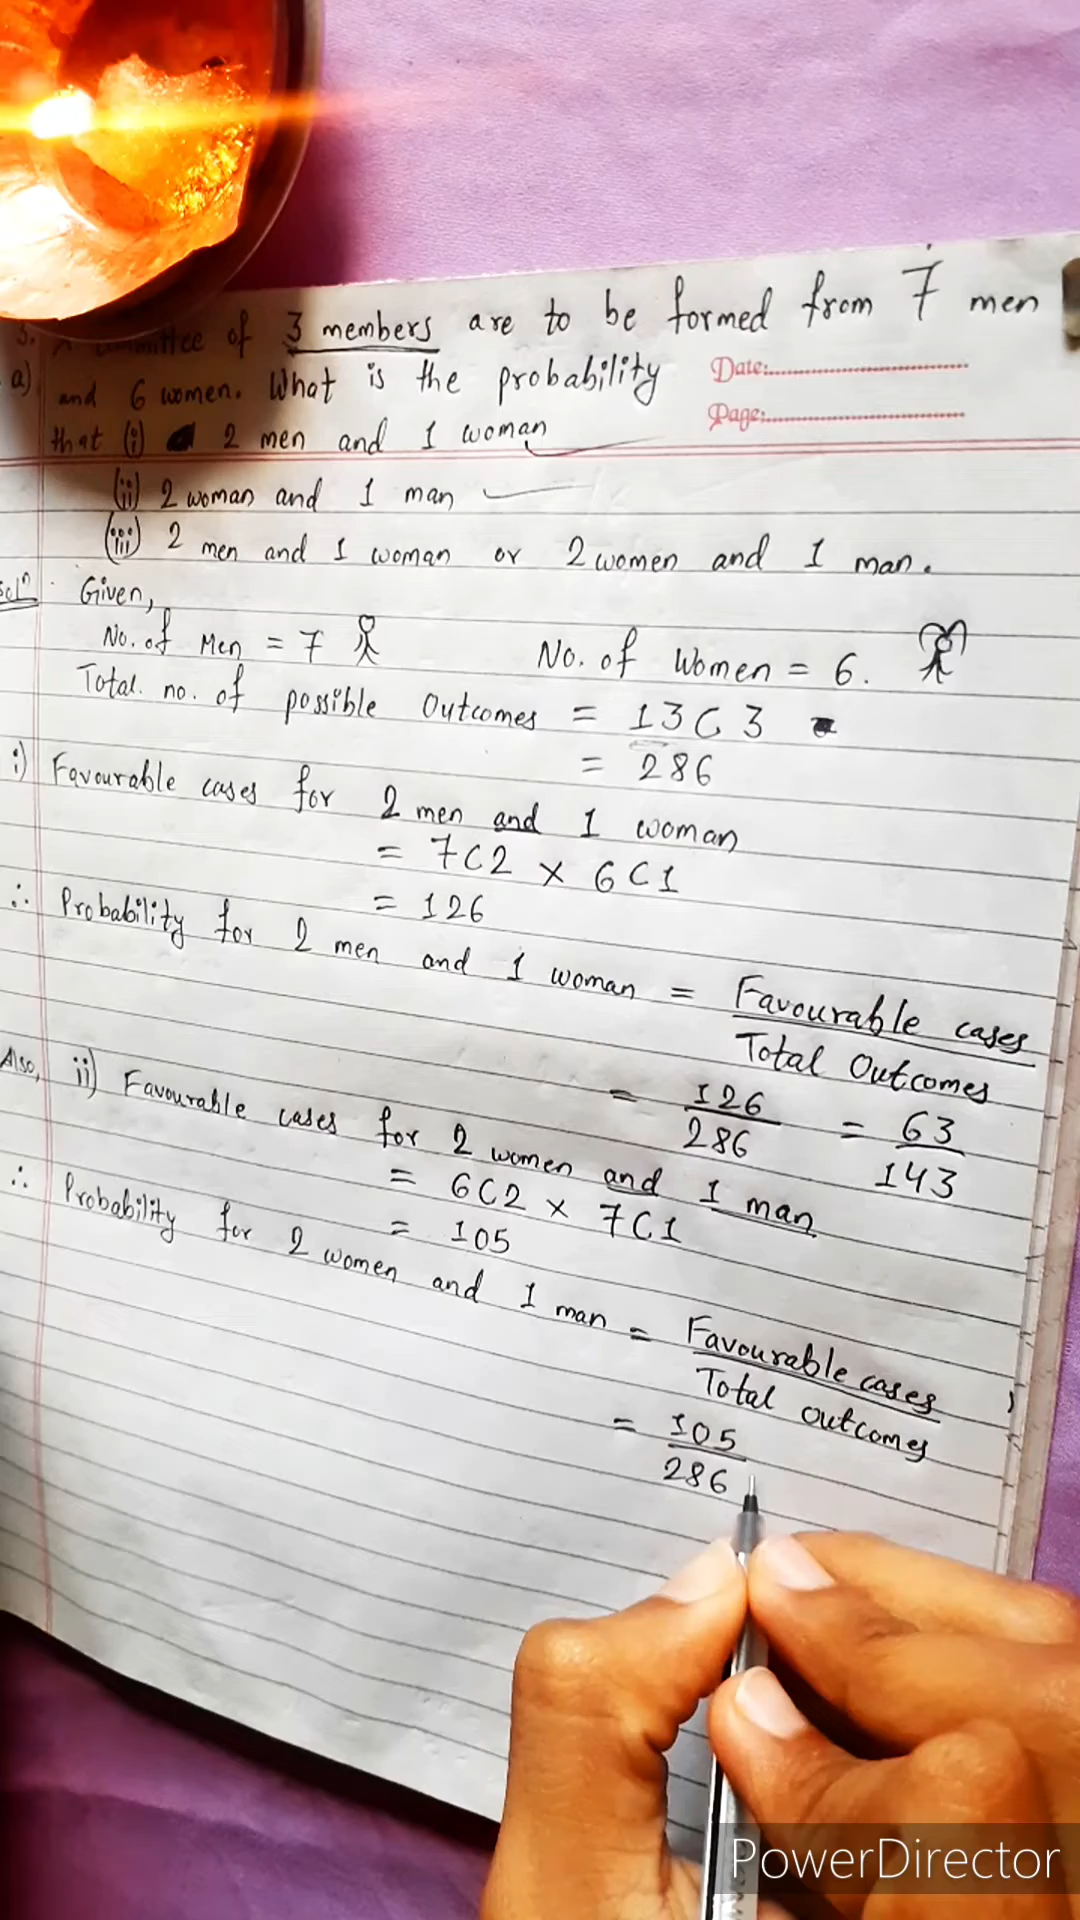 3. A committee of 3 members are to be formed from 7 men
a) and 6 women. What is the probability
Date:
Page:
that (i) 2 men and 1 woman
(ii) 2 woman and 1 man
(iii) 2 men and 1 woman or 2 women and 1 man.
Solⁿ. Given,
No. of Men = 7 No. of Women = 6.
Total. no. of possible Outcomes = 13C3
= 286
i) Favourable cases for 2 men and 1 woman
= 7C2 × 6C1
= 126
∴ Probability for 2 men and 1 woman = Favourable cases
Total Outcomes
= 126 = 63
286 143
Also, ii) Favourable cases for 2 women and 1 man
= 6C2 × 7C1
= 105
∴ Probability for 2 women and 1 man = Favourable cases
Total outcomes
= 105
286
PowerDirector